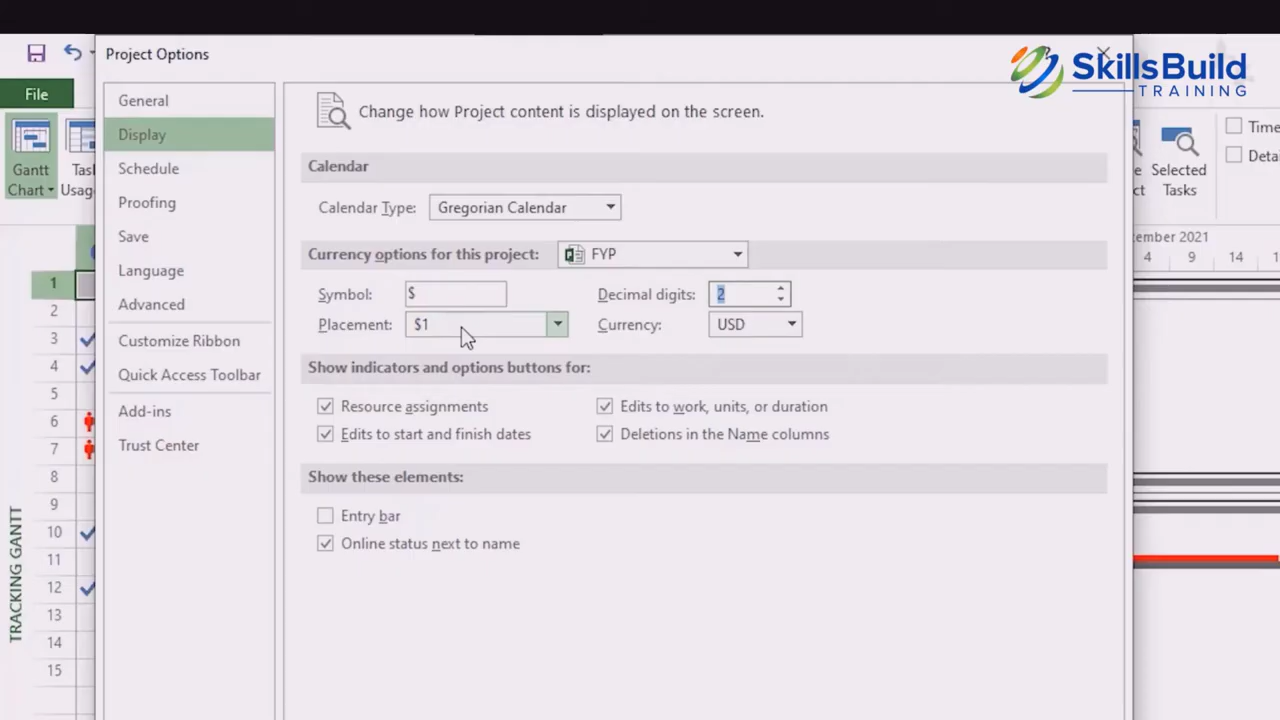 Project Options
SkillsBuild
TRAINING
File
General
Change how Project content is displayed on the screen.
Display
Gantt
Chart
Schedule
Calendar
Selected
Tasks
Proofing
Calendar Type: Gregorian Calendar
Save
Currency options for this project: FYP
ember 2021
4 9 14
Language
Symbol: $ Decimal digits: 2
Advanced
Placement: $1 Currency: USD
Customize Ribbon
Show indicators and options buttons for:
Quick Access Toolbar
Resource assignments Edits to work, units, or duration
Add-ins
Edits to start and finish dates Deletions in the Name columns
Trust Center
Show these elements:
Entry bar
Online status next to name
1
2
3
4
5
6
7
8
9
10
11
12
13
14
15
TRACKING GANTT